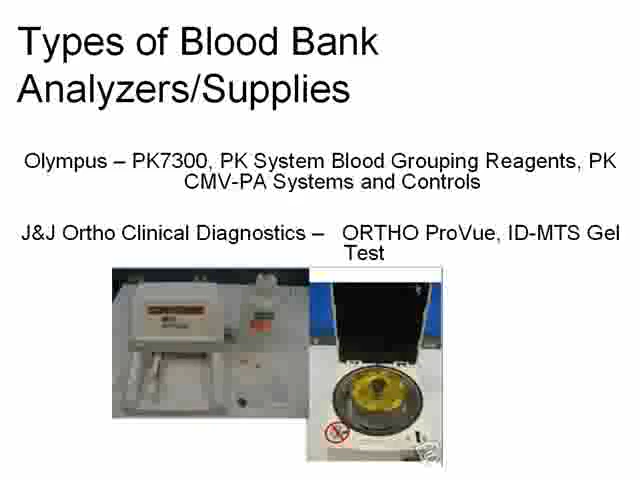 Types of Blood Bank
Analyzers/Supplies
Olympus – PK7300, PK System Blood Grouping Reagents, PK
CMV-PA Systems and Controls
J&J Ortho Clinical Diagnostics – ORTHO ProVue, ID-MTS Gel
Test